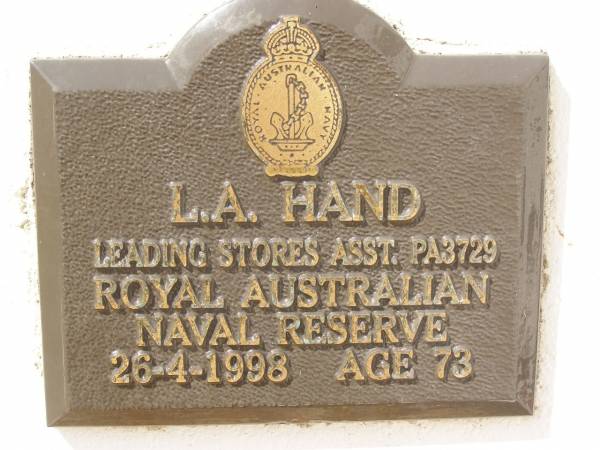 ROYAL · AUSTRALIAN · NAVY
L.A. HAND
LEADING STORES ASST. PA3729
ROYAL AUSTRALIAN
NAVAL RESERVE
26-4-1998 AGE 73